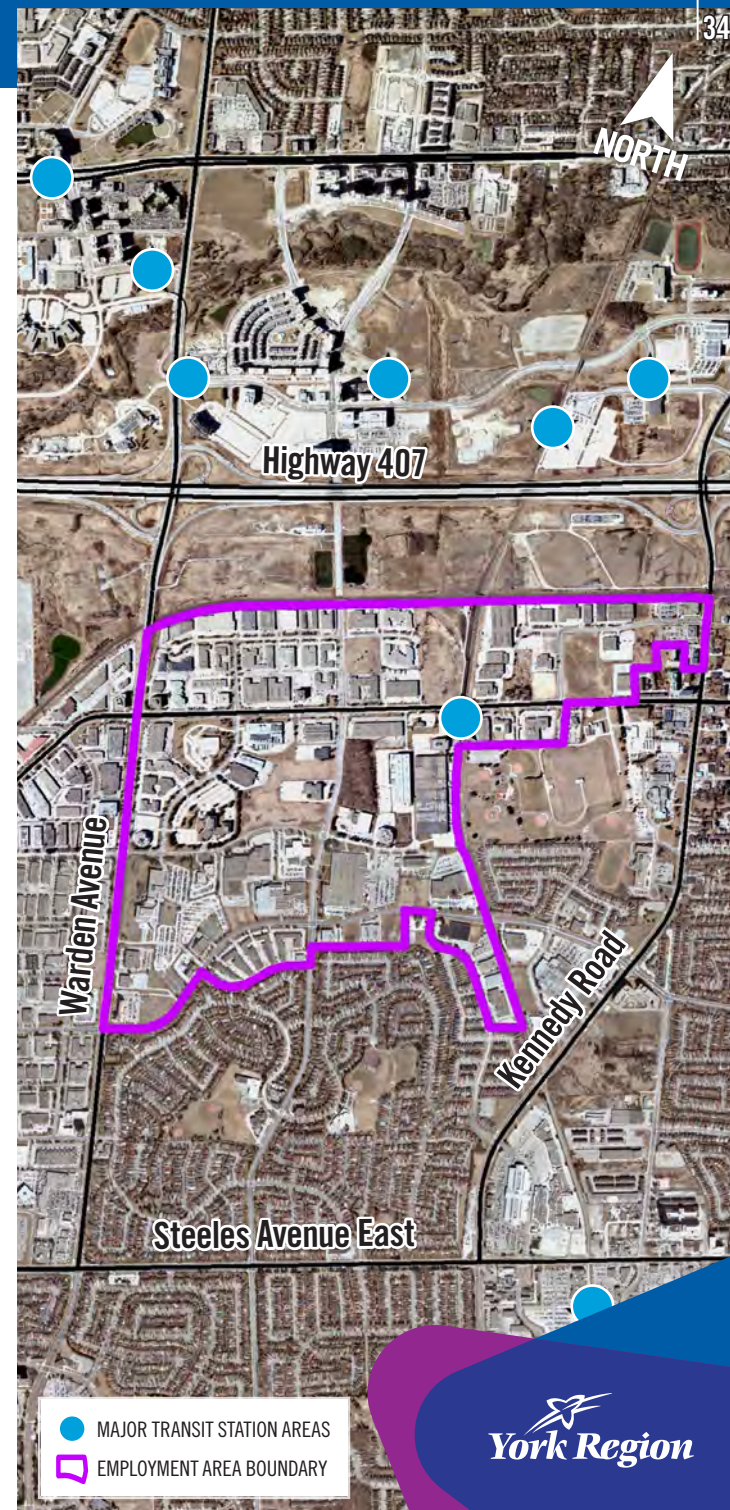 34
NORTH
Highway 407
Warden Avenue
Kennedy Road
Steeles Avenue East
MAJOR TRANSIT STATION AREAS
EMPLOYMENT AREA BOUNDARY
York Region